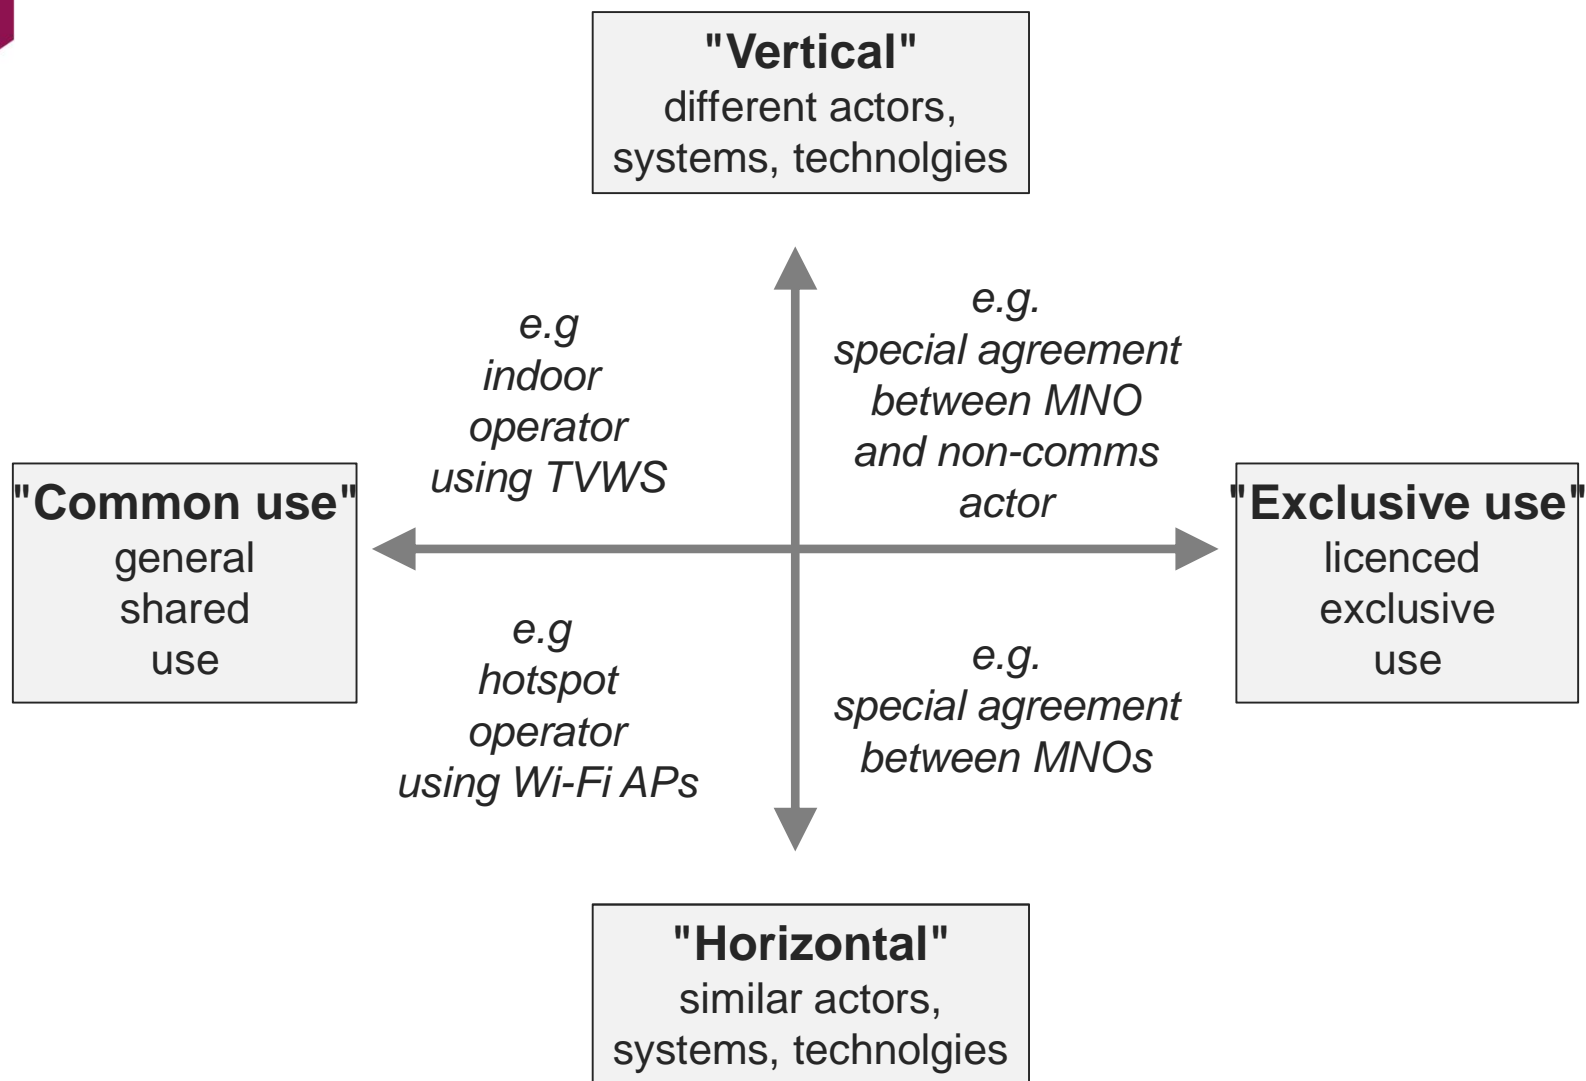 "Vertical"
different actors,
systems, technolgies
e.g
indoor
operator
using TVWS
e.g.
special agreement
between MNO
and non-comms
actor
"Common use"
general
shared
use
"Exclusive use"
licenced
exclusive
use
e.g
hotspot
operator
using Wi-Fi APs
e.g.
special agreement
between MNOs
"Horizontal"
similar actors,
systems, technolgies